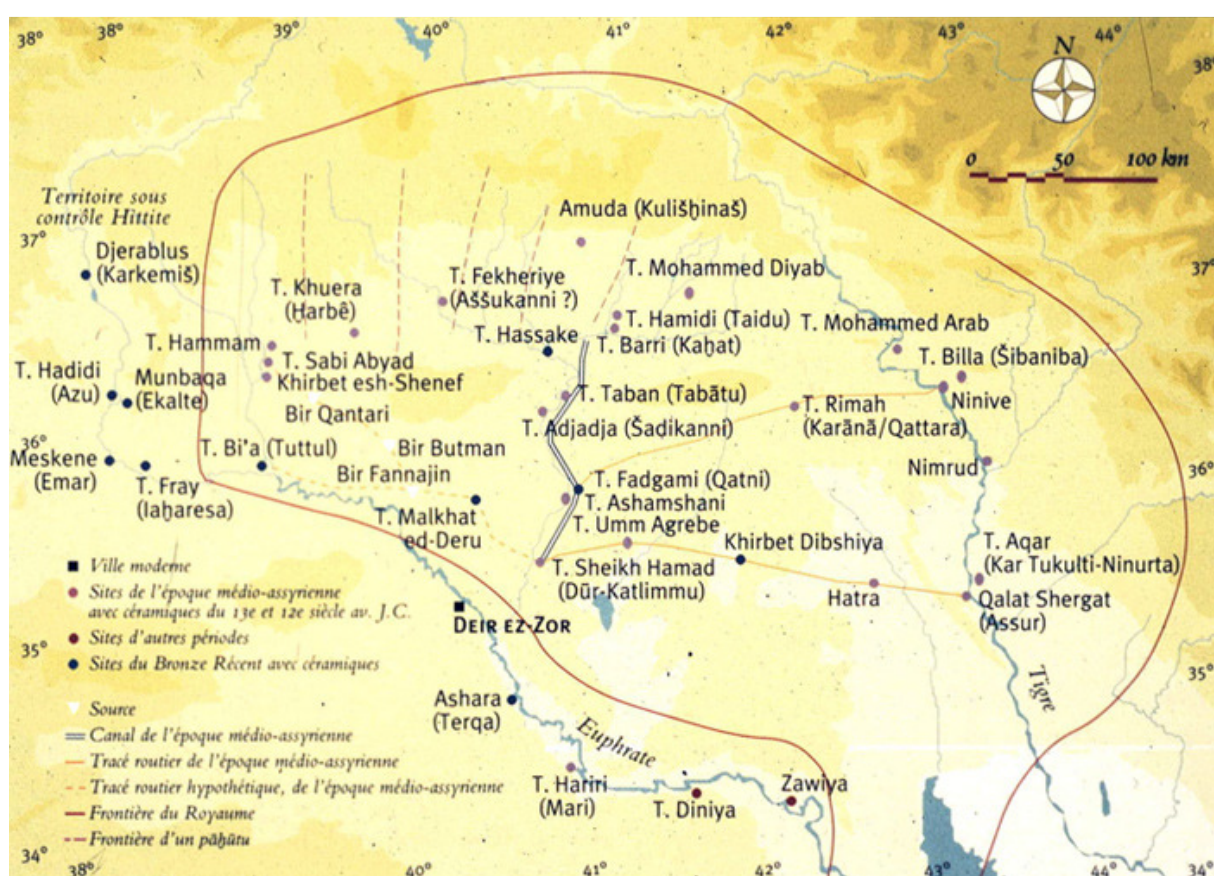 38°
38°
39°
40°
41°
42°
43°
44°
38°
N
0 50 100 km
Territoire sous
contrôle Hittite
37°
Djerablus
(Karkemiš)
Amuda (Kulišḫinaš)
37°
T. Khuera
(Ḫarbê)
T. Fekheriye
(Aššukanni ?)
T. Mohammed Diyab
T. Hammam
T. Hassake
T. Hamidi (Taidu)
T. Barri (Kaḫat)
T. Mohammed Arab
T. Billa (Šibaniba)
T. Hadidi
(Azu)
Munbaqa
(Ekalte)
T. Sabi Abyad
Khirbet esh-Shenef
Bir Qantari
T. Taban (Tabātu)
T. Adjadja (Šadikanni)
T. Rimah
(Karānā/Qattara)
Ninive
36°
Meskene
(Emar)
T. Fray
(Iaḫaresa)
T. Bi'a (Tuttul)
Bir Butman
Bir Fannajin
T. Fadgami (Qatni)
T. Ashamshani
Nimrud
36°
T. Malkhat
ed-Deru
T. Umm Agrebe
Khirbet Dibshiya
T. Aqar
(Kar Tukulti-Ninurta)
T. Sheikh Hamad
(Dūr-Katlimmu)
Hatra
Qalat Shergat
(Assur)
DEIR EZ-ZOR
35°
35°
Ashara
(Terqa)
Euphrate
Tigre
T. Hariri
(Mari)
T. Diniya
Zawiya
Ville moderne
Sites de l'époque médio-assyrienne
avec céramiques du 13e et 12e siècle av. J.C.
Sites d'autres périodes
Sites du Bronze Récent avec céramiques
Source
Canal de l'époque médio-assyrienne
Tracé routier de l'époque médio-assyrienne
Tracé routier hypothétique, de l'époque médio-assyrienne
Frontière du Royaume
Frontière d'un pāḫūtu
34°
38°
40°
41°
42°
43°
34°